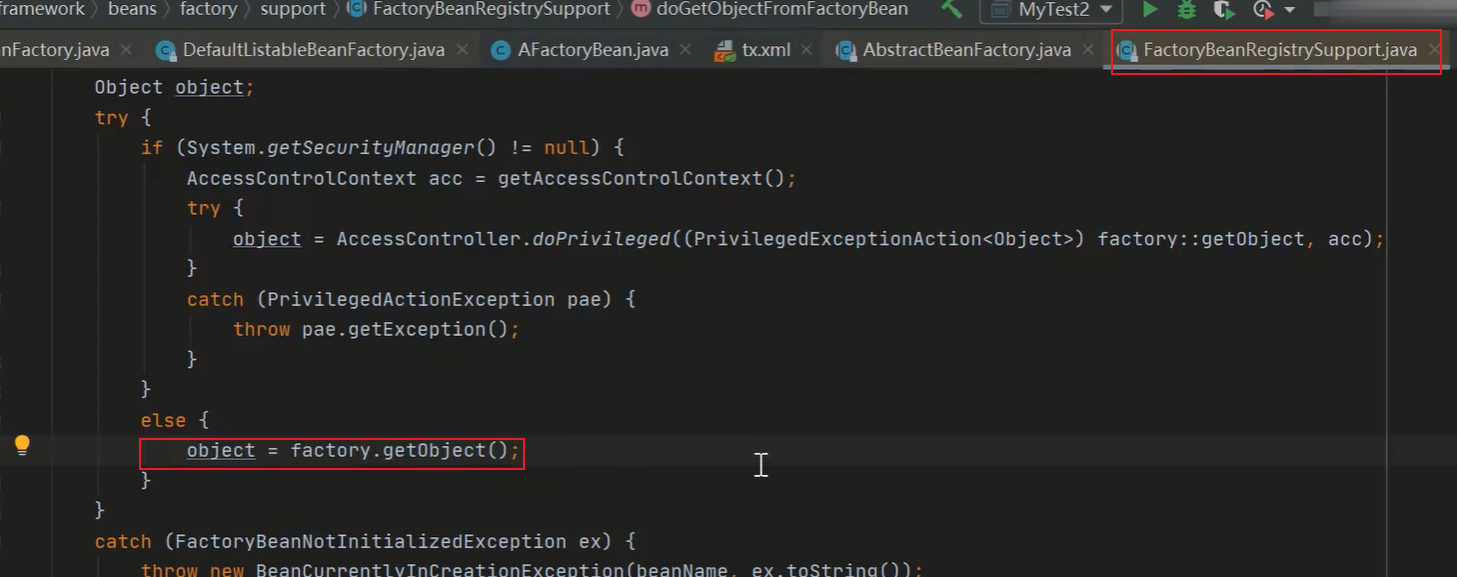 framework > beans > factory > support > FactoryBeanRegistrySupport > m doGetObjectFromFactoryBean MyTest2
nFactory.java × C DefaultListableBeanFactory.java × C AFactoryBean.java × tx.xml × C AbstractBeanFactory.java × C FactoryBeanRegistrySupport.java ×
Object object;
try {
if (System.getSecurityManager() != null) {
AccessControlContext acc = getAccessControlContext();
try {
object = AccessController.doPrivileged((PrivilegedExceptionAction<Object>) factory::getObject, acc);
}
catch (PrivilegedActionException pae) {
throw pae.getException();
}
}
else {
object = factory.getObject();
}
}
catch (FactoryBeanNotInitializedException ex) {
throw new BeanCurrentlyInCreationException(beanName, ex.toString());